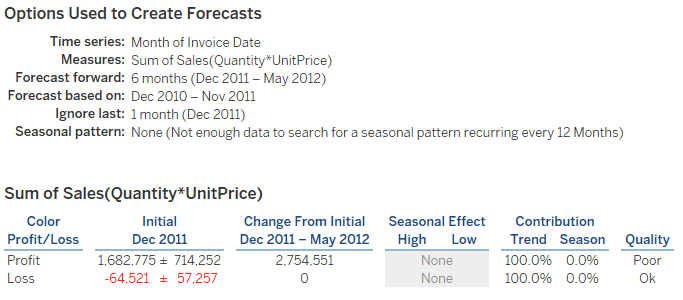 Options Used to Create Forecasts
Time series: Month of Invoice Date
Measures: Sum of Sales(Quantity*UnitPrice)
Forecast forward: 6 months (Dec 2011 – May 2012)
Forecast based on: Dec 2010 – Nov 2011
Ignore last: 1 month (Dec 2011)
Seasonal pattern: None (Not enough data to search for a seasonal pattern recurring every 12 Months)
Sum of Sales(Quantity*UnitPrice)
Color Initial Change From Initial Seasonal Effect Contribution
Profit/Loss Dec 2011 Dec 2011 – May 2012 High Low Trend Season Quality
Profit 1,682,775 ± 714,252 2,754,551 None 100.0% 0.0% Poor
Loss -64,521 ± 57,257 0 None 100.0% 0.0% Ok